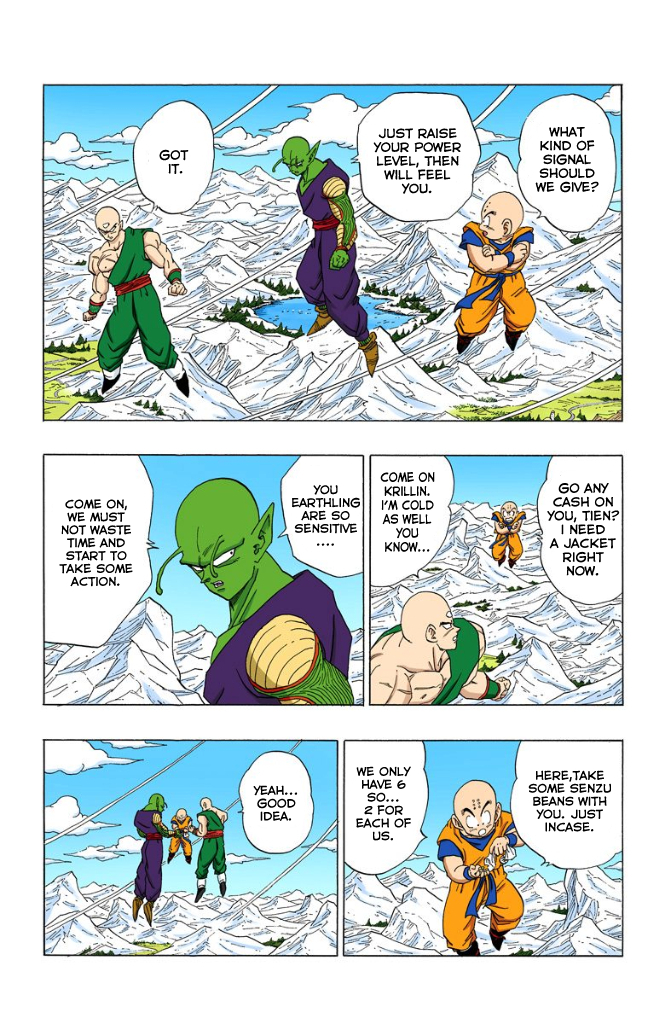 WHAT
KIND OF
SIGNAL
SHOULD
WE GIVE?
JUST RAISE
YOUR POWER
LEVEL, THEN
WILL FEEL
YOU.
GOT
IT.
GO ANY
CASH ON
YOU, TIEN?
I NEED
A JACKET
RIGHT
NOW.
COME ON
KRILLIN.
I'M COLD
AS WELL
YOU
KNOW...
YOU
EARTHLING
ARE SO
SENSITIVE
....
COME ON,
WE MUST
NOT WASTE
TIME AND
START TO
TAKE SOME
ACTION.
HERE,TAKE
SOME SENZU
BEANS WITH
YOU. JUST
INCASE.
WE ONLY
HAVE 6
SO...
2 FOR
EACH OF
US.
YEAH...
GOOD
IDEA.